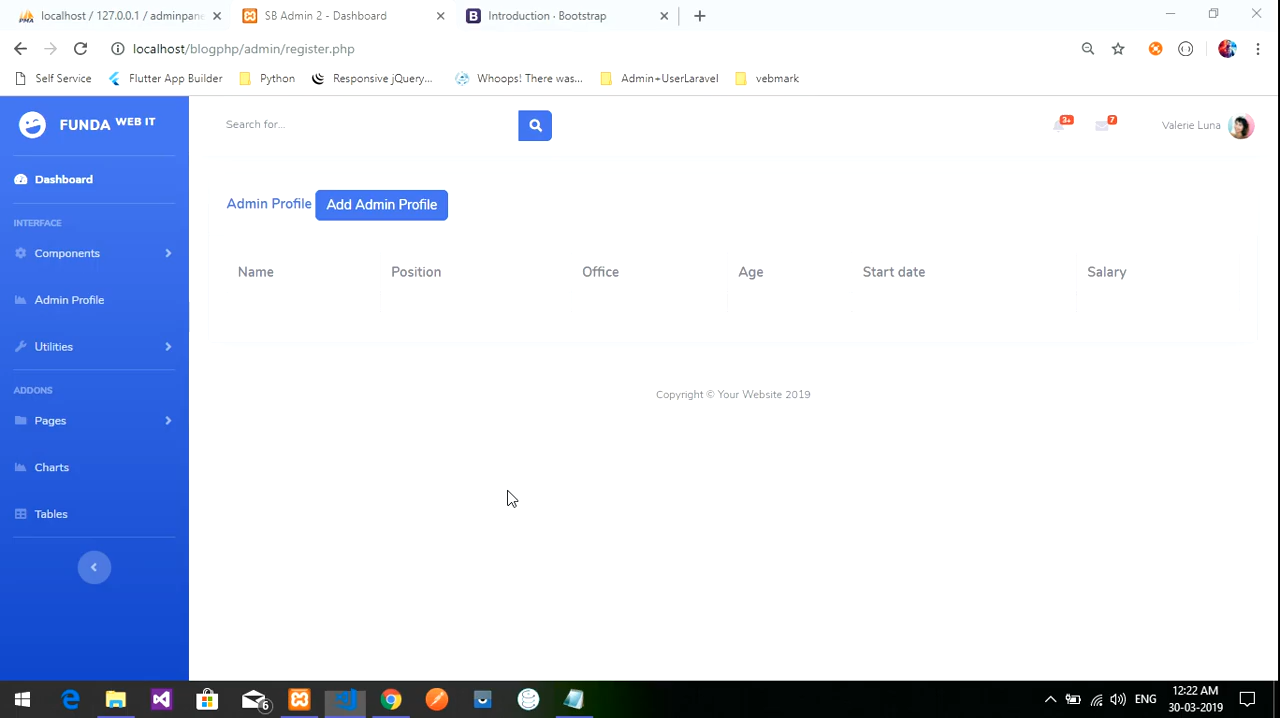 localhost / 127.0.0.1 / adminpane
SB Admin 2 - Dashboard
Introduction · Bootstrap
localhost/blogphp/admin/register.php
Self Service
Flutter App Builder
Python
Responsive jQuery...
Whoops! There was...
Admin+UserLaravel
vebmark
FUNDA WEB IT
Search for...
3+
7
Valerie Luna
Dashboard
INTERFACE
Components
Admin Profile
Utilities
ADDONS
Pages
Charts
Tables
Admin Profile Add Admin Profile
Name Position Office Age Start date Salary
Copyright © Your Website 2019
6
ENG
12:22 AM
30-03-2019